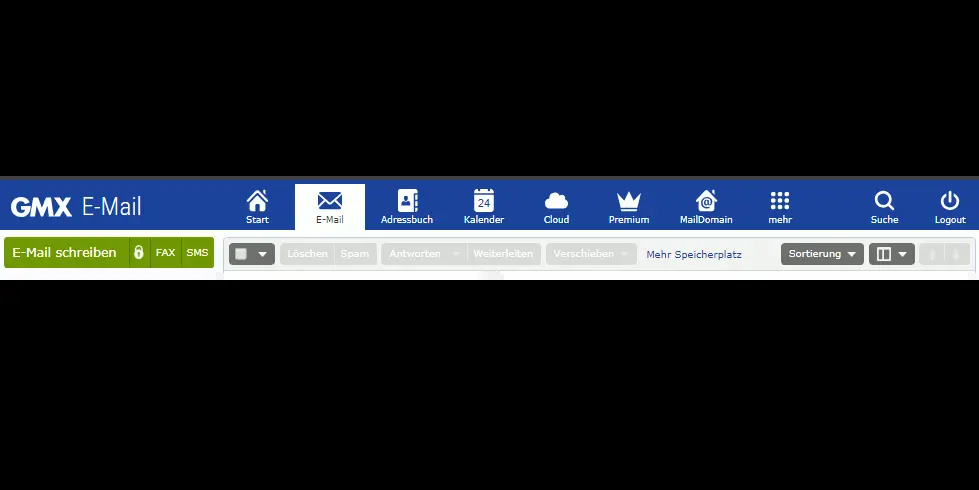 GMX E-Mail
Start E-Mail Adressbuch 24 Kalender Cloud Premium @ MailDomain mehr Suche Logout
E-Mail schreiben FAX SMS Löschen Spam Antworten Weiterleiten Verschieben Mehr Speicherplatz Sortierung